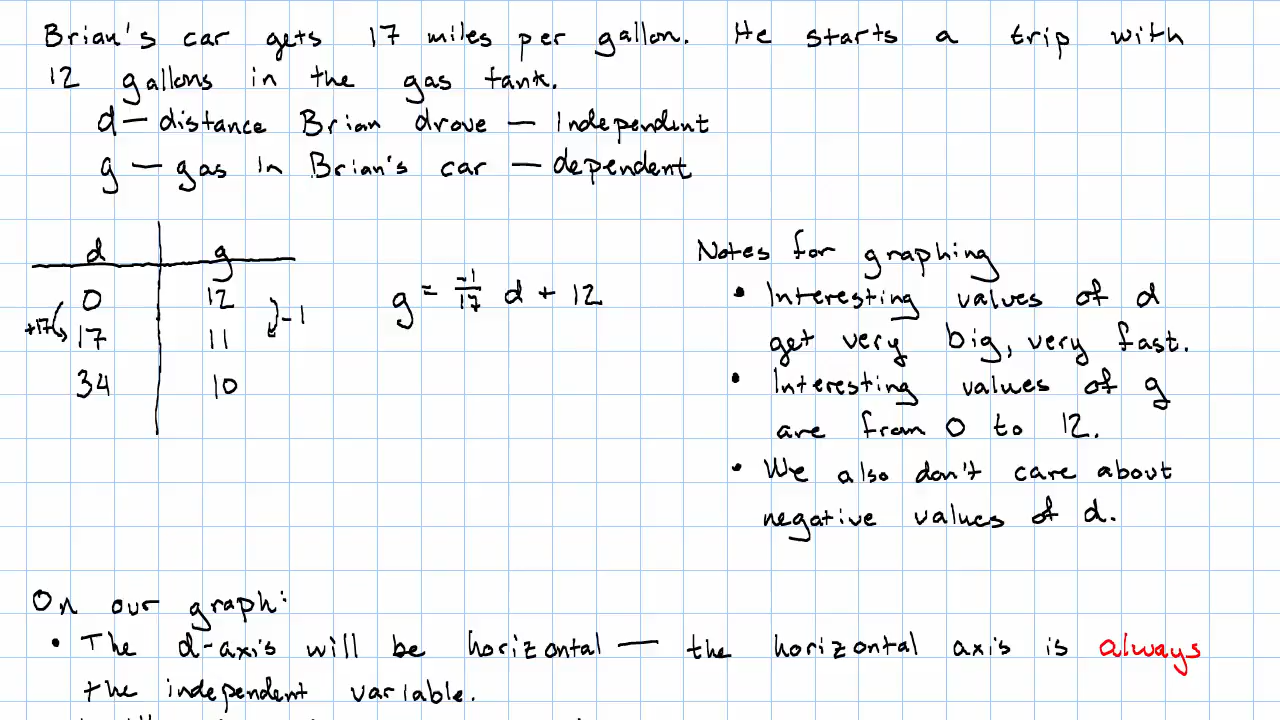 Brian's car gets 17 miles per gallon. He starts a trip with
12 gallons in the gas tank.
d — distance Brian drove — Independent
g — gas in Brian's car — dependent
d g
0 12
+17 17 11 -1
34 10
g = -1/17 d + 12
Notes for graphing
• Interesting values of d
get very big, very fast.
• Interesting values of g
are from 0 to 12.
• We also don't care about
negative values of d.
On our graph:
• The d-axis will be horizontal — the horizontal axis is always
the independent variable.